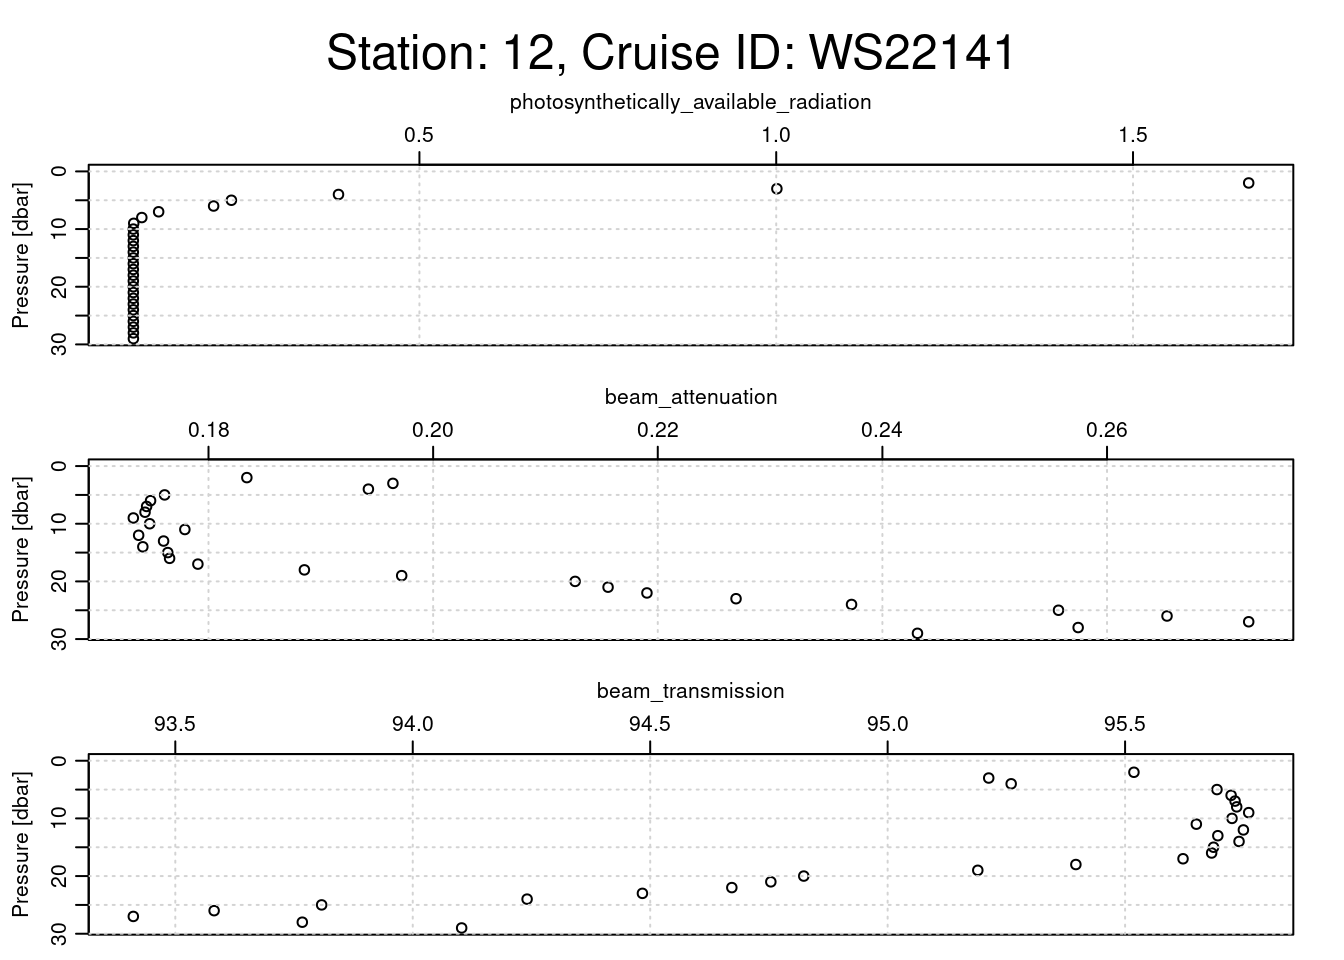 Station: 12, Cruise ID: WS22141
photosynthetically_available_radiation
0.5 1.0 1.5
Pressure [dbar]
0
10
20
30
beam_attenuation
0.18 0.20 0.22 0.24 0.26
Pressure [dbar]
0
10
20
30
beam_transmission
93.5 94.0 94.5 95.0 95.5
Pressure [dbar]
0
10
20
30